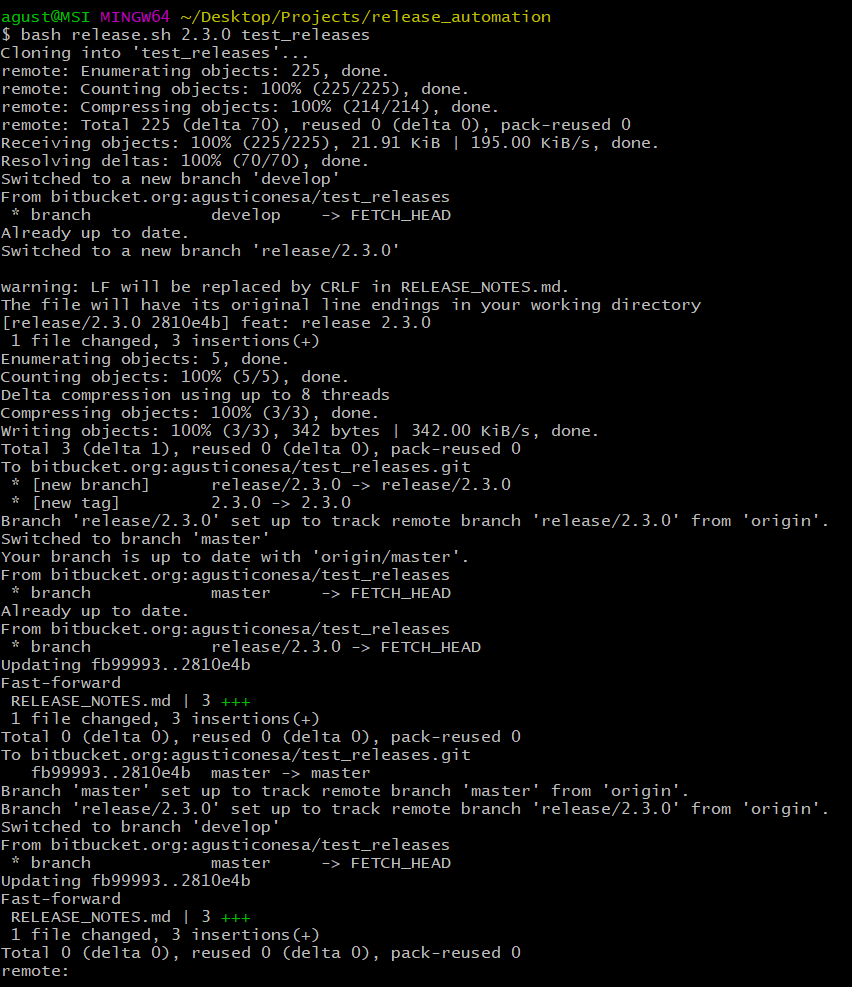 agust@MSI MINGW64 ~/Desktop/Projects/release_automation
$ bash release.sh 2.3.0 test_releases
Cloning into 'test_releases'...
remote: Enumerating objects: 225, done.
remote: Counting objects: 100% (225/225), done.
remote: Compressing objects: 100% (214/214), done.
remote: Total 225 (delta 70), reused 0 (delta 0), pack-reused 0
Receiving objects: 100% (225/225), 21.91 KiB | 195.00 KiB/s, done.
Resolving deltas: 100% (70/70), done.
Switched to a new branch 'develop'
From bitbucket.org:agusticonesa/test_releases
 * branch            develop    -> FETCH_HEAD
Already up to date.
Switched to a new branch 'release/2.3.0'

warning: LF will be replaced by CRLF in RELEASE_NOTES.md.
The file will have its original line endings in your working directory
[release/2.3.0 2810e4b] feat: release 2.3.0
 1 file changed, 3 insertions(+)
Enumerating objects: 5, done.
Counting objects: 100% (5/5), done.
Delta compression using up to 8 threads
Compressing objects: 100% (3/3), done.
Writing objects: 100% (3/3), 342 bytes | 342.00 KiB/s, done.
Total 3 (delta 1), reused 0 (delta 0), pack-reused 0
To bitbucket.org:agusticonesa/test_releases.git
 * [new branch]      release/2.3.0 -> release/2.3.0
 * [new tag]         2.3.0 -> 2.3.0
Branch 'release/2.3.0' set up to track remote branch 'release/2.3.0' from 'origin'.
Switched to branch 'master'
Your branch is up to date with 'origin/master'.
From bitbucket.org:agusticonesa/test_releases
 * branch            master     -> FETCH_HEAD
Already up to date.
From bitbucket.org:agusticonesa/test_releases
 * branch            release/2.3.0 -> FETCH_HEAD
Updating fb99993..2810e4b
Fast-forward
 RELEASE_NOTES.md | 3 +++
 1 file changed, 3 insertions(+)
Total 0 (delta 0), reused 0 (delta 0), pack-reused 0
To bitbucket.org:agusticonesa/test_releases.git
   fb99993..2810e4b  master -> master
Branch 'master' set up to track remote branch 'master' from 'origin'.
Branch 'release/2.3.0' set up to track remote branch 'release/2.3.0' from 'origin'.
Switched to branch 'develop'
From bitbucket.org:agusticonesa/test_releases
 * branch            master     -> FETCH_HEAD
Updating fb99993..2810e4b
Fast-forward
 RELEASE_NOTES.md | 3 +++
 1 file changed, 3 insertions(+)
Total 0 (delta 0), reused 0 (delta 0), pack-reused 0
remote: